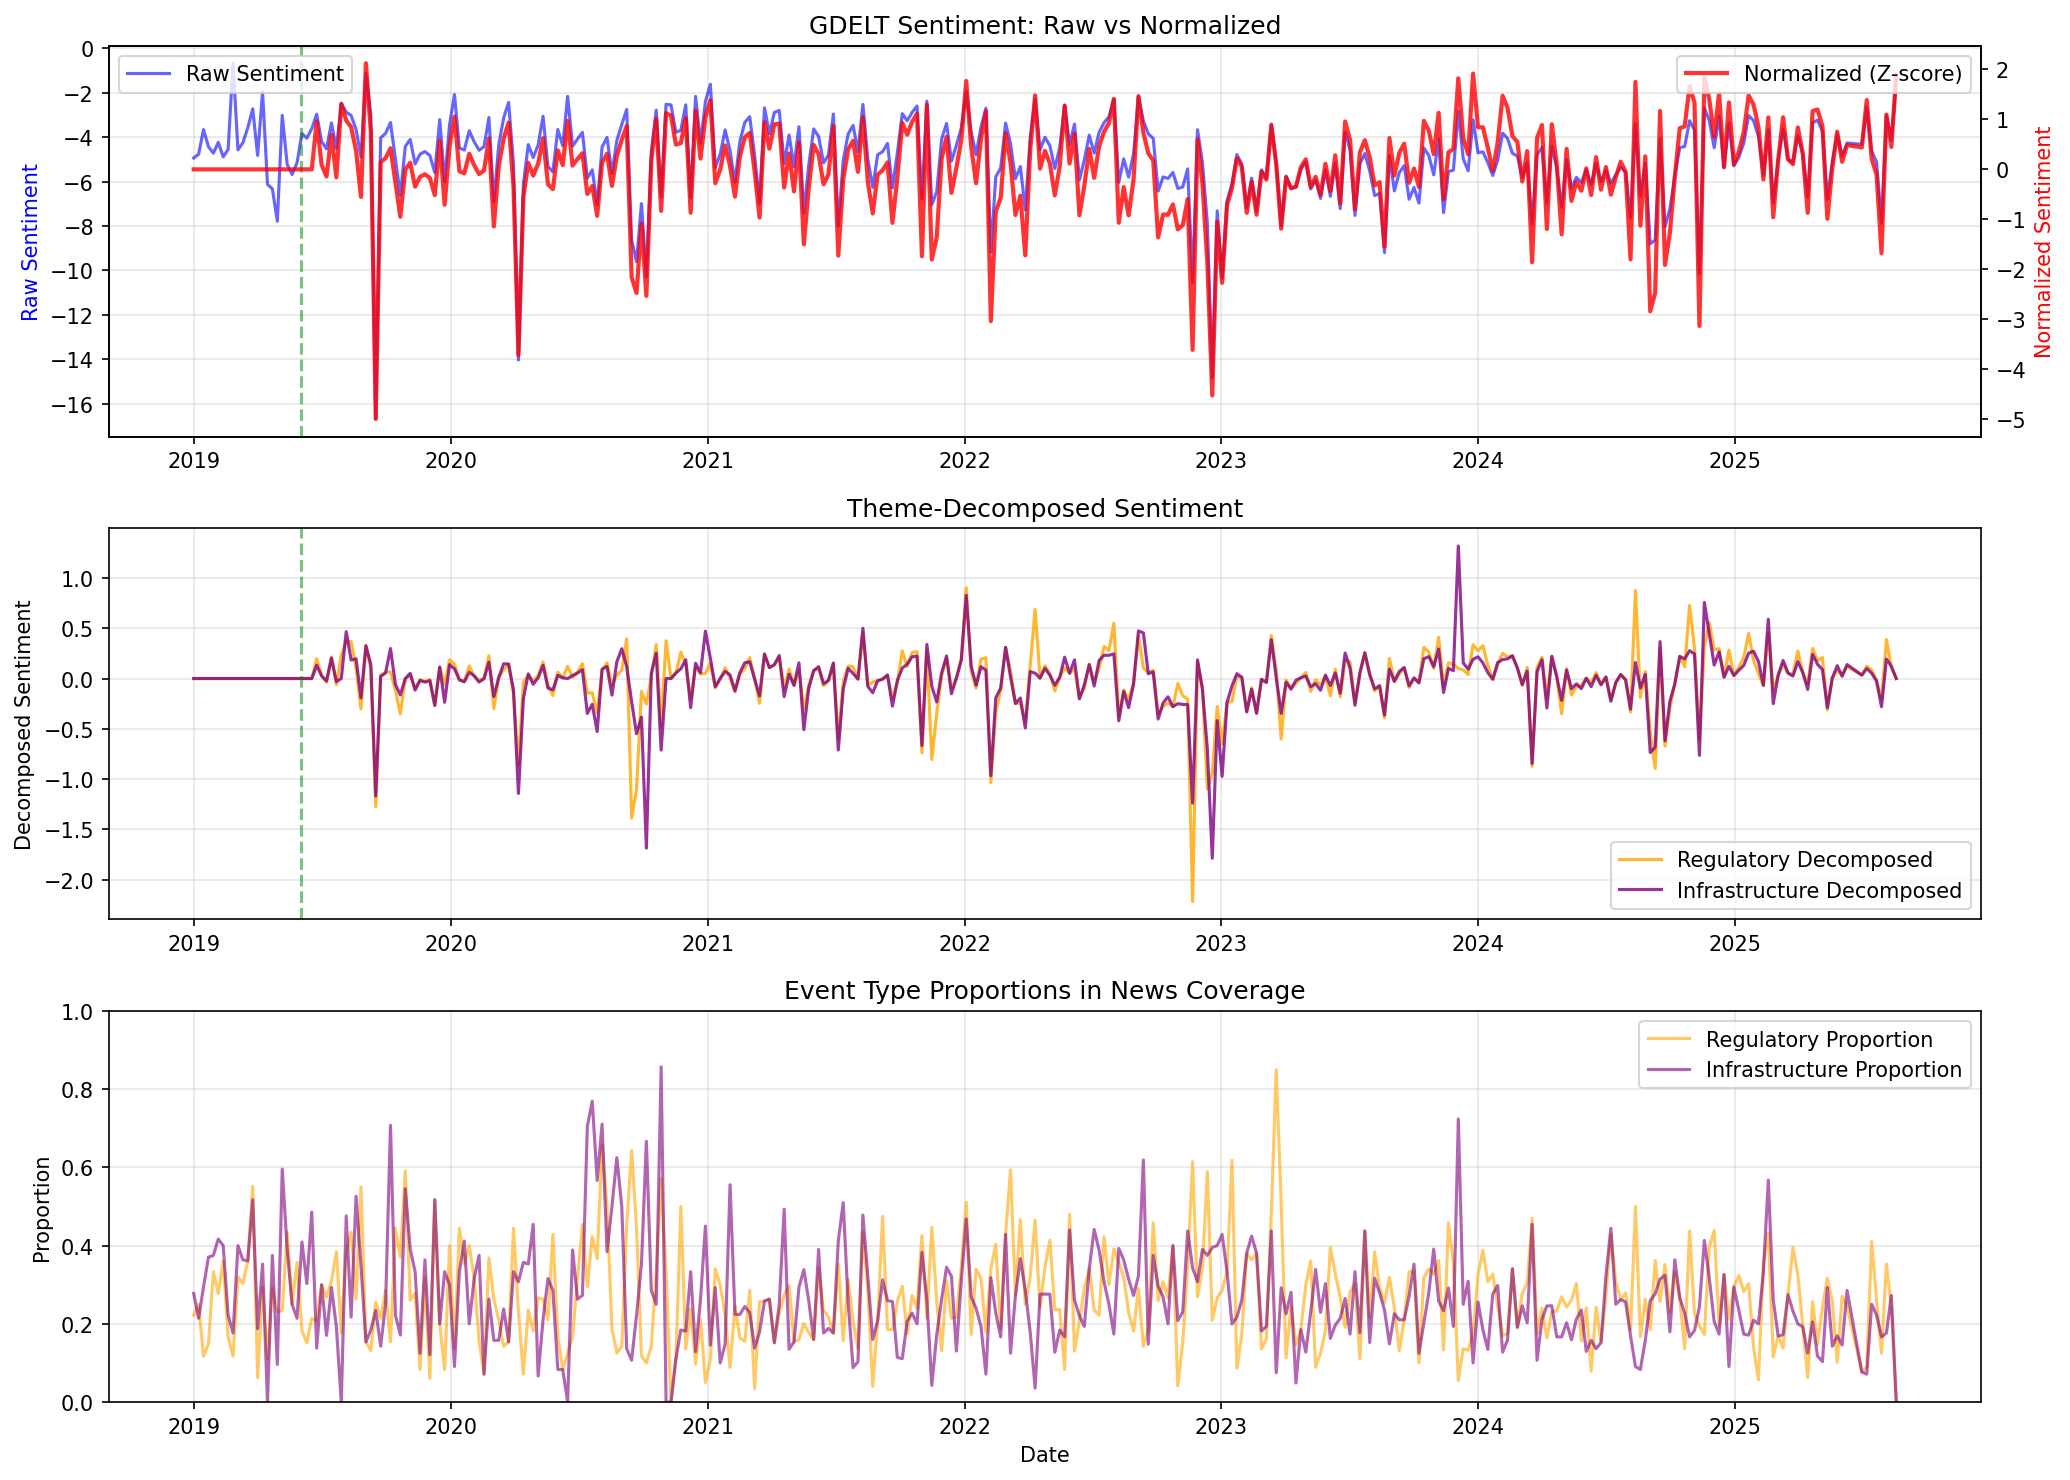 GDELT Sentiment: Raw vs Normalized
Raw Sentiment
Normalized (Z-score)
0
−2
−4
−6
−8
−10
−12
−14
−16
Raw Sentiment
2
1
0
−1
−2
−3
−4
−5
Normalized Sentiment
2019 2020 2021 2022 2023 2024 2025
Theme-Decomposed Sentiment
1.0
0.5
0.0
−0.5
−1.0
−1.5
−2.0
Decomposed Sentiment
Regulatory Decomposed
Infrastructure Decomposed
2019 2020 2021 2022 2023 2024 2025
Event Type Proportions in News Coverage
1.0
0.8
0.6
0.4
0.2
0.0
Proportion
Regulatory Proportion
Infrastructure Proportion
2019 2020 2021 2022 2023 2024 2025
Date